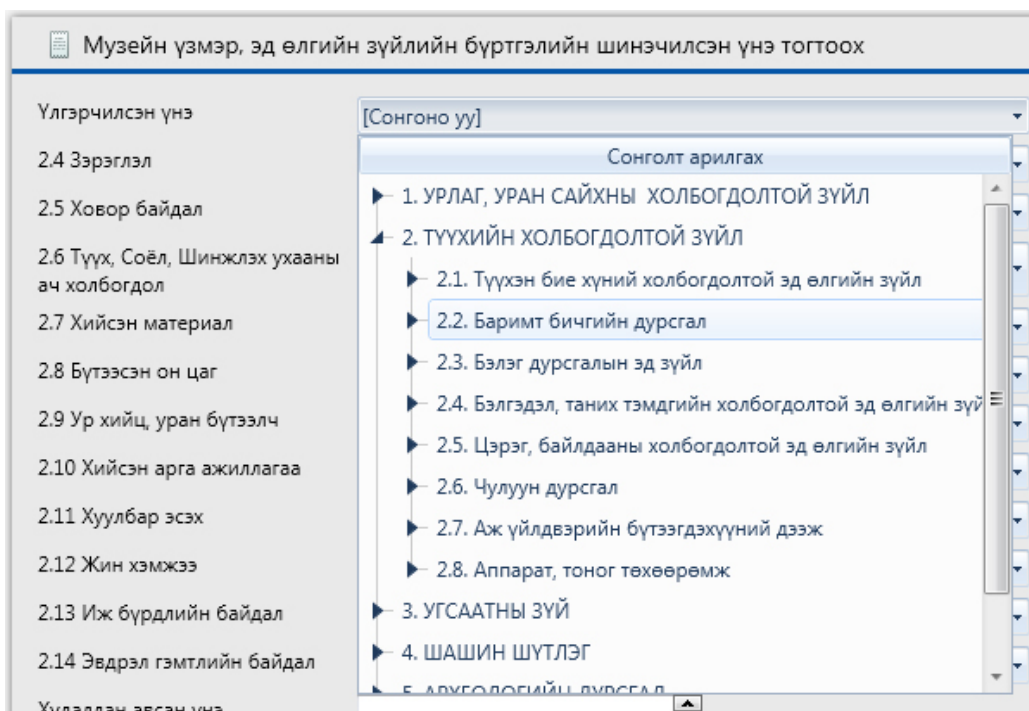 Музейн үзмэр, эд өлгийн зүйлийн бүртгэлийн шинэчилсэн үнэ тогтоох
Үлгэрчилсэн үнэ
[Сонгоно уу]
Сонголт арилгах
2.4 Зэрэглэл
1. УРЛАГ, УРАН САЙХНЫ ХОЛБОГДОЛТОЙ ЗҮЙЛ
2.5 Ховор байдал
2. ТҮҮХИЙН ХОЛБОГДОЛТОЙ ЗҮЙЛ
2.6 Түүх, Соёл, Шинжлэх ухааны
ач холбогдол
2.1. Түүхэн бие хүний холбогдолтой эд өлгийн зүйл
2.7 Хийсэн материал
2.2. Баримт бичгийн дурсгал
2.8 Бүтээсэн он цаг
2.3. Бэлэг дурсгалын эд зүйл
2.9 Ур хийц, уран бүтээлч
2.4. Бэлгэдэл, таних тэмдгийн холбогдолтой эд өлгийн зүй
2.5. Цэрэг, байлдааны холбогдолтой эд өлгийн зүйл
2.10 Хийсэн арга ажиллагаа
2.6. Чулуун дурсгал
2.11 Хуулбар эсэх
2.7. Аж үйлдвэрийн бүтээгдэхүүний дээж
2.12 Жин хэмжээ
2.8. Аппарат, тоног төхөөрөмж
2.13 Иж бүрдлийн байдал
3. УГСААТНЫ ЗҮЙ
2.14 Эвдрэл гэмтлийн байдал
4. ШАШИН ШҮТЛЭГ
5. АРХЕОЛОГИЙН ДУРСГАЛ
Худалдан авсан үнэ